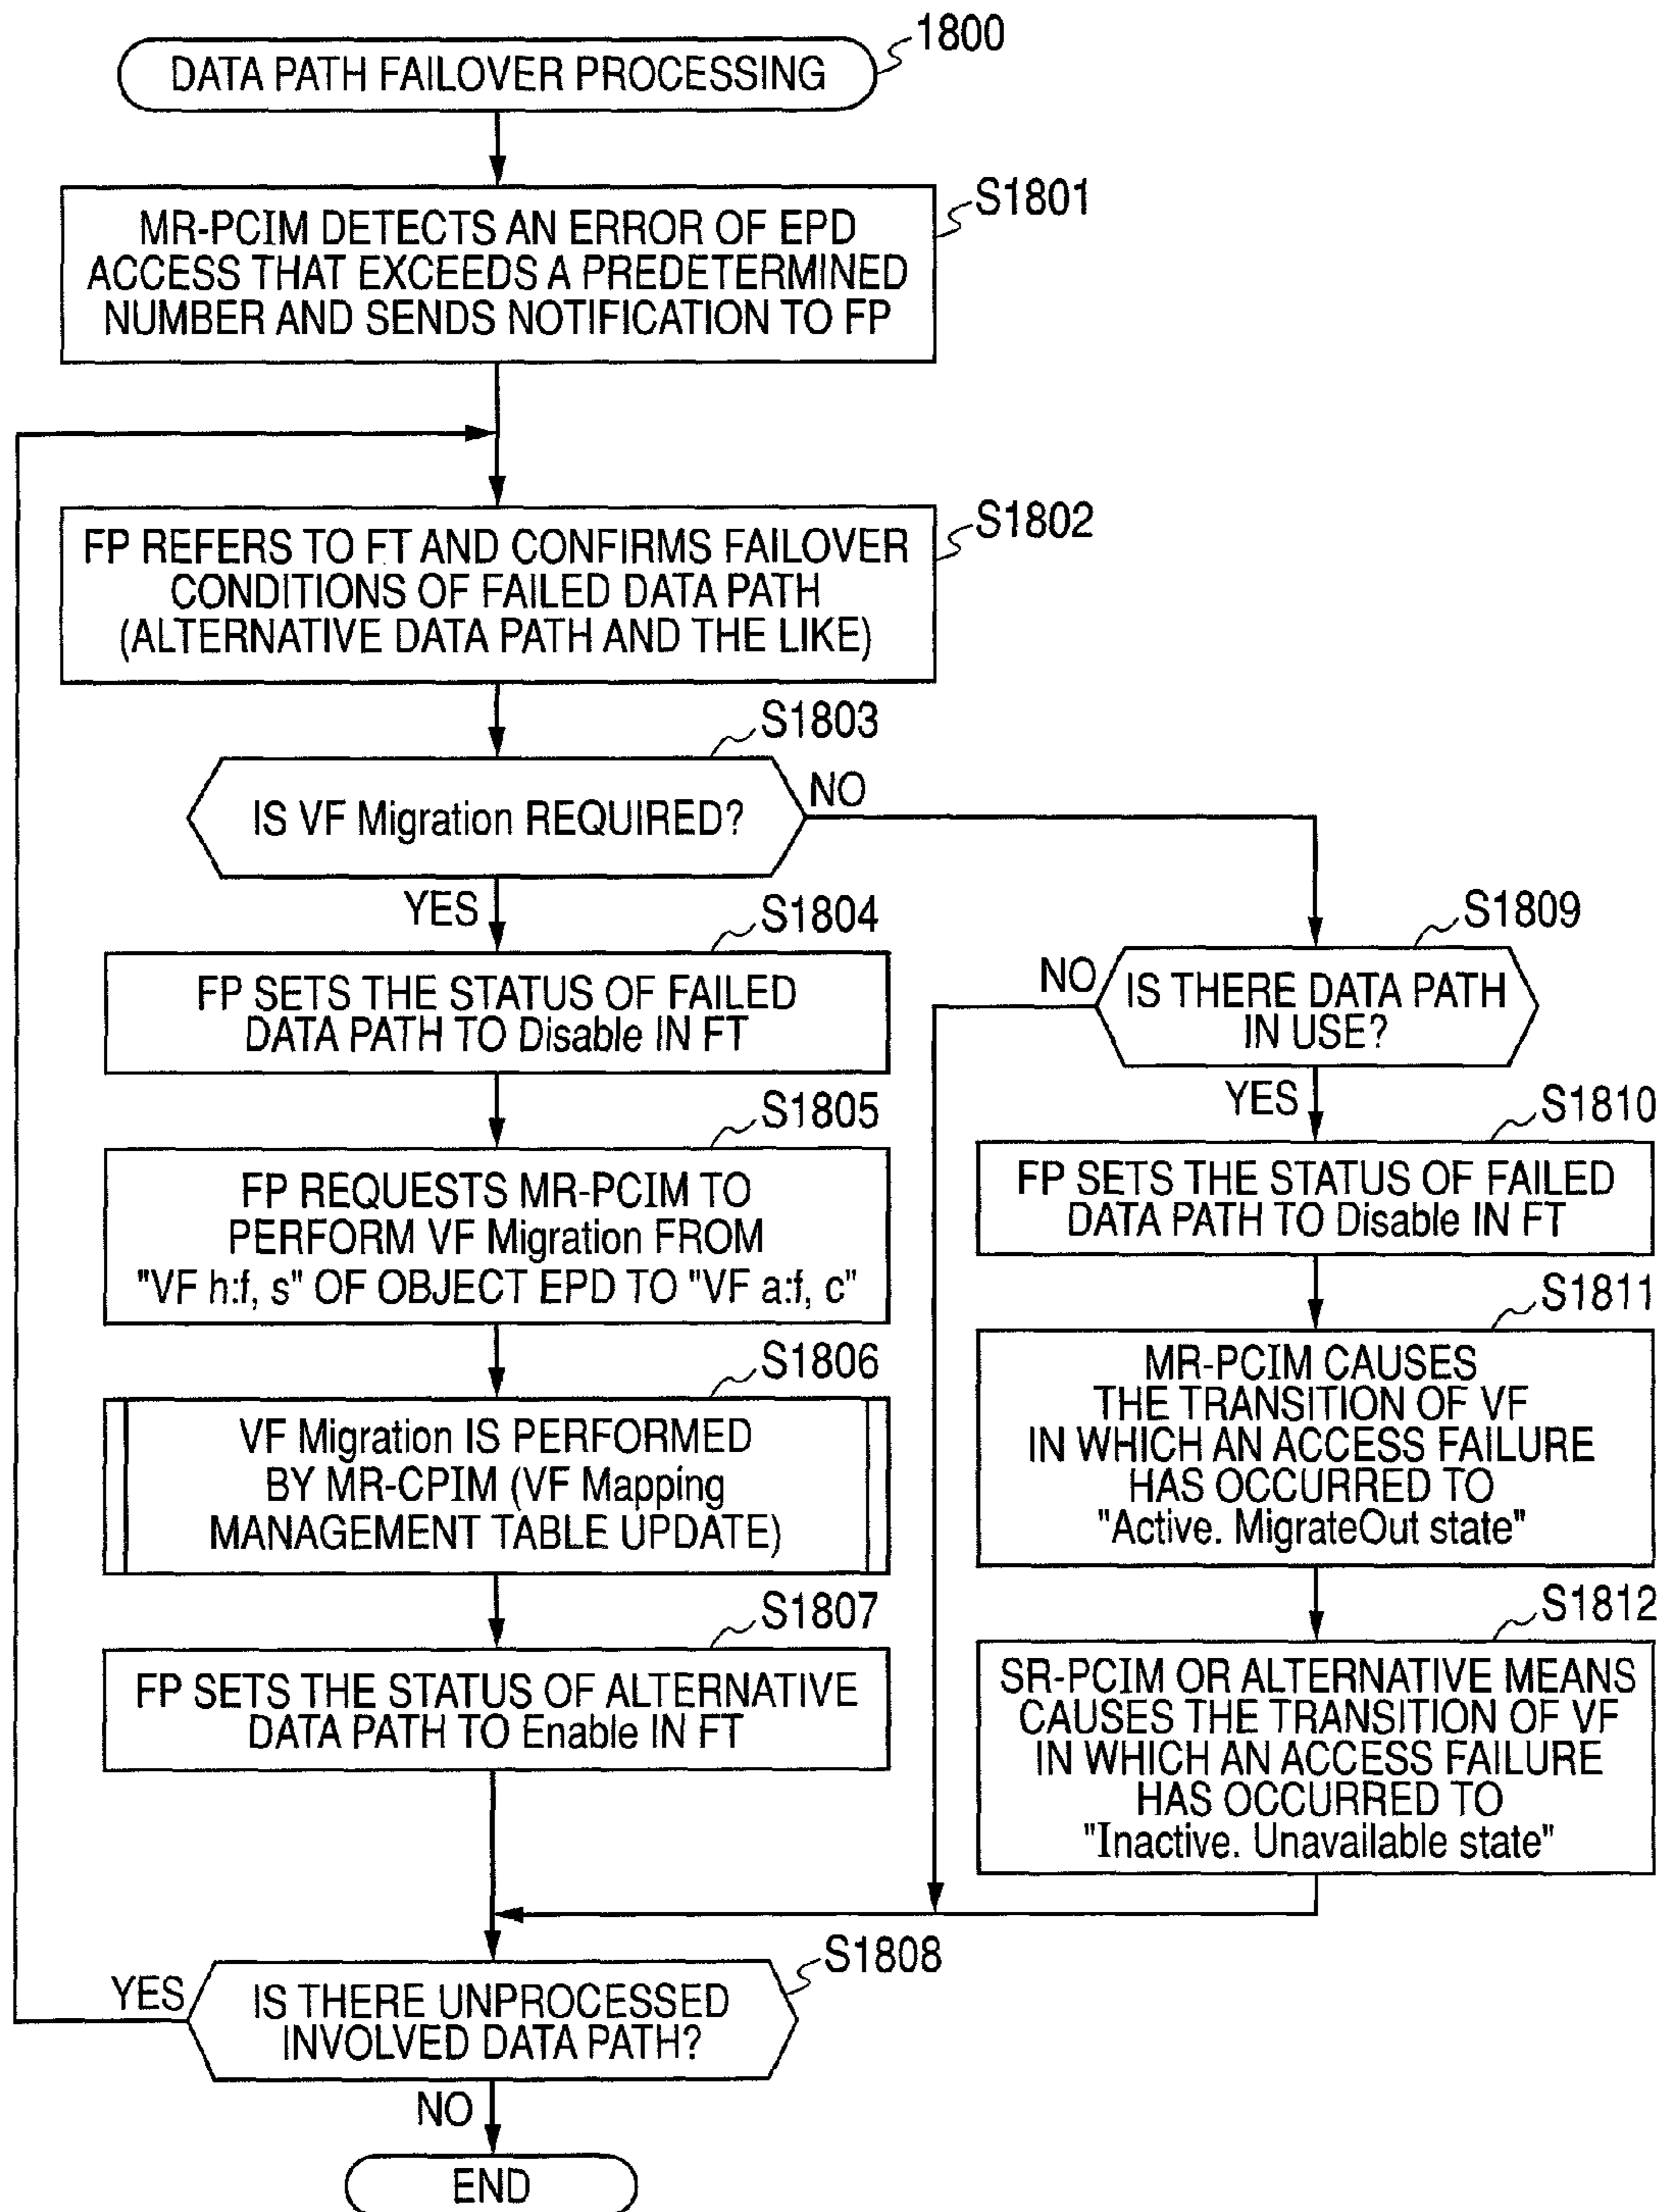 1800
DATA PATH FAILOVER PROCESSING
S1801
MR-PCIM DETECTS AN ERROR OF EPD
ACCESS THAT EXCEEDS A PREDETERMINED
NUMBER AND SENDS NOTIFICATION TO FP
S1802
FP REFERS TO FT AND CONFIRMS FAILOVER
CONDITIONS OF FAILED DATA PATH
(ALTERNATIVE DATA PATH AND THE LIKE)
S1803
IS VF Migration REQUIRED?
NO
YES
S1804
FP SETS THE STATUS OF FAILED
DATA PATH TO Disable IN FT
S1805
FP REQUESTS MR-PCIM TO
PERFORM VF Migration FROM
"VF h:f, s" OF OBJECT EPD TO "VF a:f, c"
S1806
VF Migration IS PERFORMED
BY MR-CPIM (VF Mapping
MANAGEMENT TABLE UPDATE)
S1807
FP SETS THE STATUS OF ALTERNATIVE
DATA PATH TO Enable IN FT
S1809
NO
IS THERE DATA PATH
IN USE?
YES
S1810
FP SETS THE STATUS OF FAILED
DATA PATH TO Disable IN FT
S1811
MR-PCIM CAUSES
THE TRANSITION OF VF
IN WHICH AN ACCESS FAILURE
HAS OCCURRED TO
"Active. MigrateOut state"
S1812
SR-PCIM OR ALTERNATIVE MEANS
CAUSES THE TRANSITION OF VF
IN WHICH AN ACCESS FAILURE
HAS OCCURRED TO
"Inactive. Unavailable state"
S1808
YES
IS THERE UNPROCESSED
INVOLVED DATA PATH?
NO
END